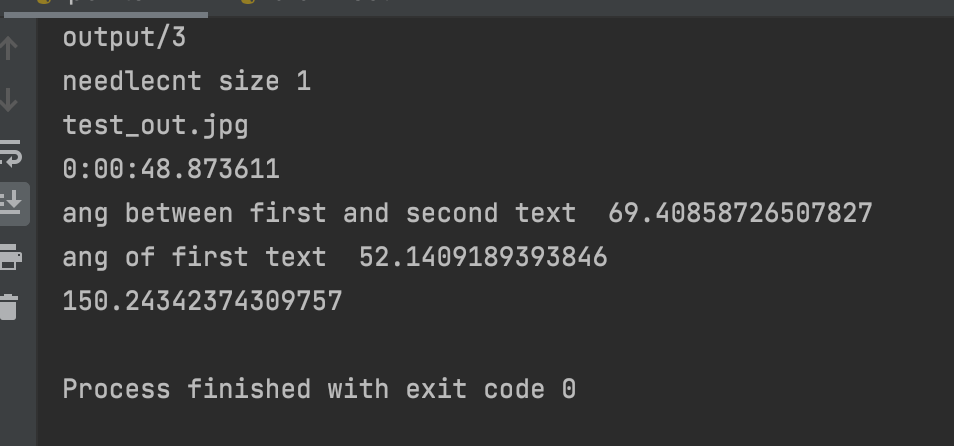 output/3
needlecnt size 1
test_out.jpg
0:00:48.873611
ang between first and second text  69.40858726507827
ang of first text  52.1409189393846
150.24342374309757
Process finished with exit code 0